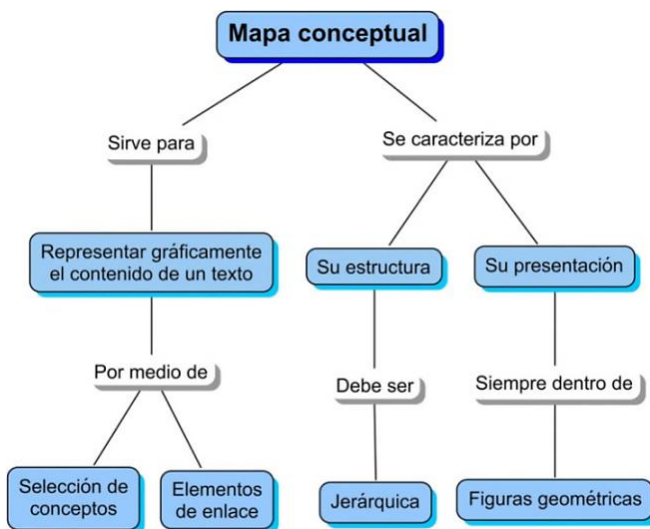 Mapa conceptual
Sirve para
Se caracteriza por
Representar gráficamente
el contenido de un texto
Su estructura
Su presentación
Por medio de
Debe ser
Siempre dentro de
Selección de
conceptos
Elementos
de enlace
Jerárquica
Figuras geométricas